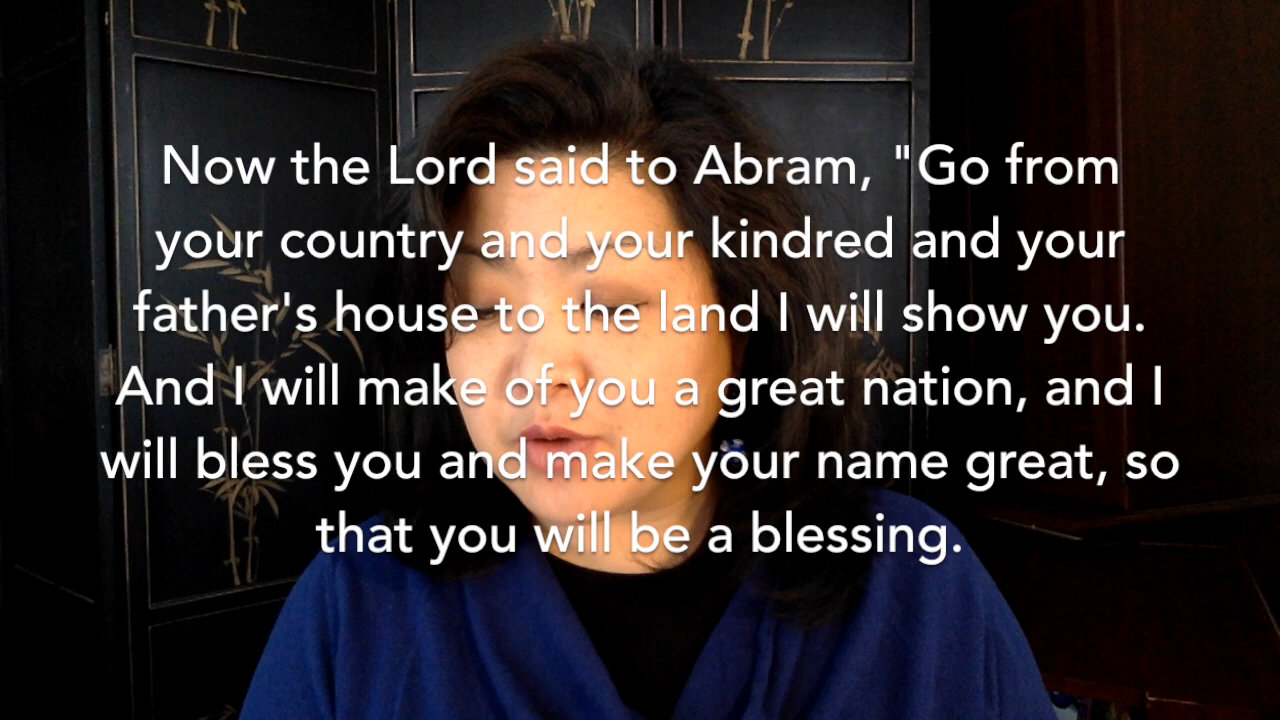 Now the Lord said to Abram, "Go from
your country and your kindred and your
father's house to the land I will show you.
And I will make of you a great nation, and I
will bless you and make your name great, so
that you will be a blessing.